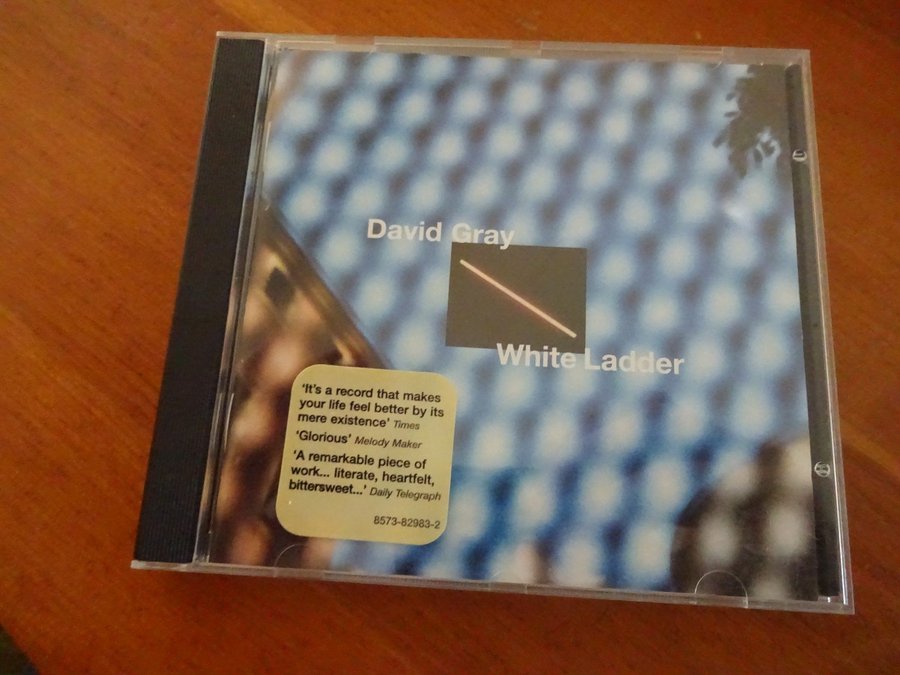 David Gray
White Ladder
‘It's a record that makes
your life feel better by its
mere existence’ Times
‘Glorious’ Melody Maker
‘A remarkable piece of
work... literate, heartfelt,
bittersweet...’ Daily Telegraph
8573-82983-2